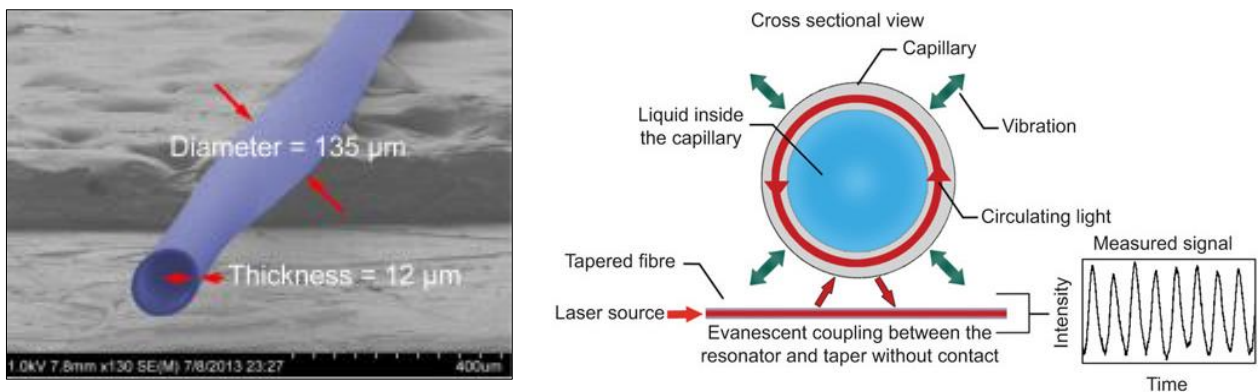 Diameter = 135 µm
Thickness = 12 µm
1.0kV 7.8mm x130 SE(M) 7/8/2013 23:27
400um
Cross sectional view
Capillary
Liquid inside
the capillary
Vibration
Circulating light
Tapered fibre
Laser source
Evanescent coupling between the
resonator and taper without contact
Measured signal
Intensity
Time